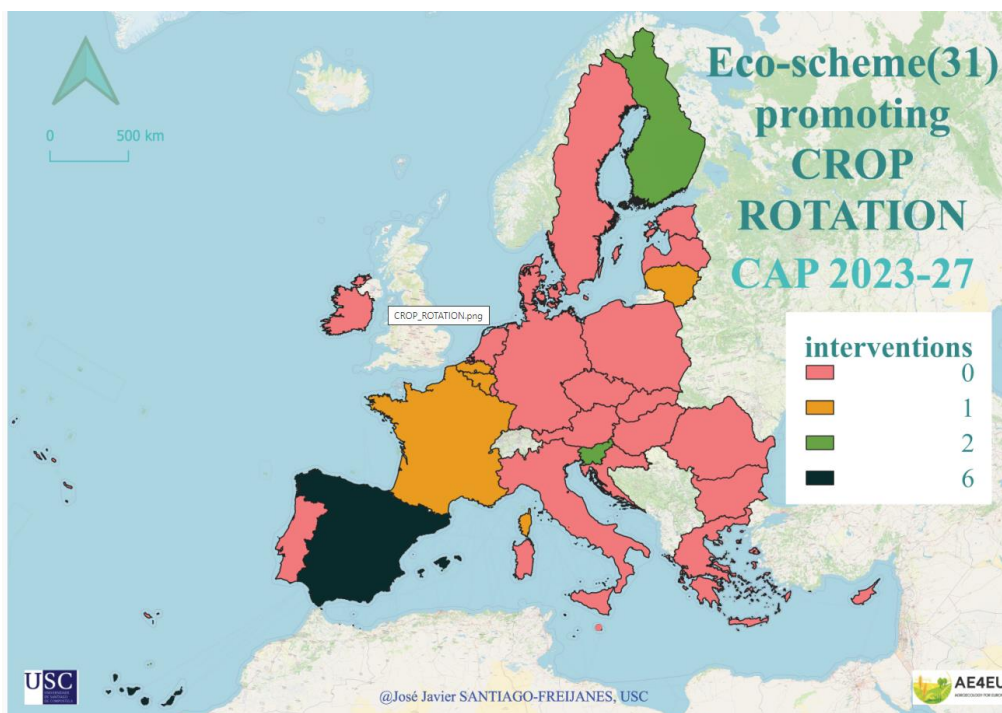 Eco-scheme(31)
promoting
CROP
ROTATION
CAP 2023-27
0 500 km
CROP_ROTATION.png
interventions
0
1
2
6
USC
@José Javier SANTIAGO-FREIJANES, USC
AE4EU